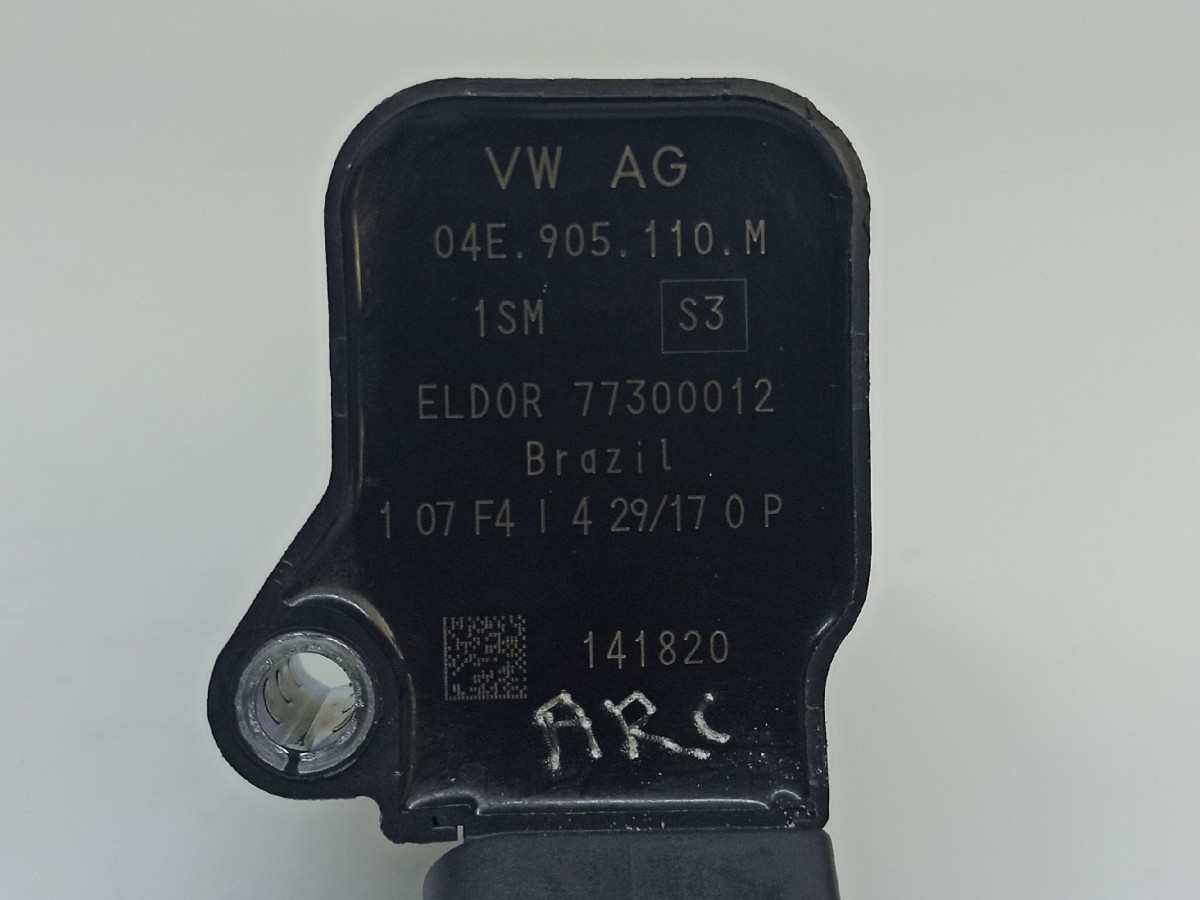 VW AG
04E.905.110.M
1SM S3
ELDOR 77300012
Brazil
1 07 F4 I 4 29/17 0 P
141820
ARC